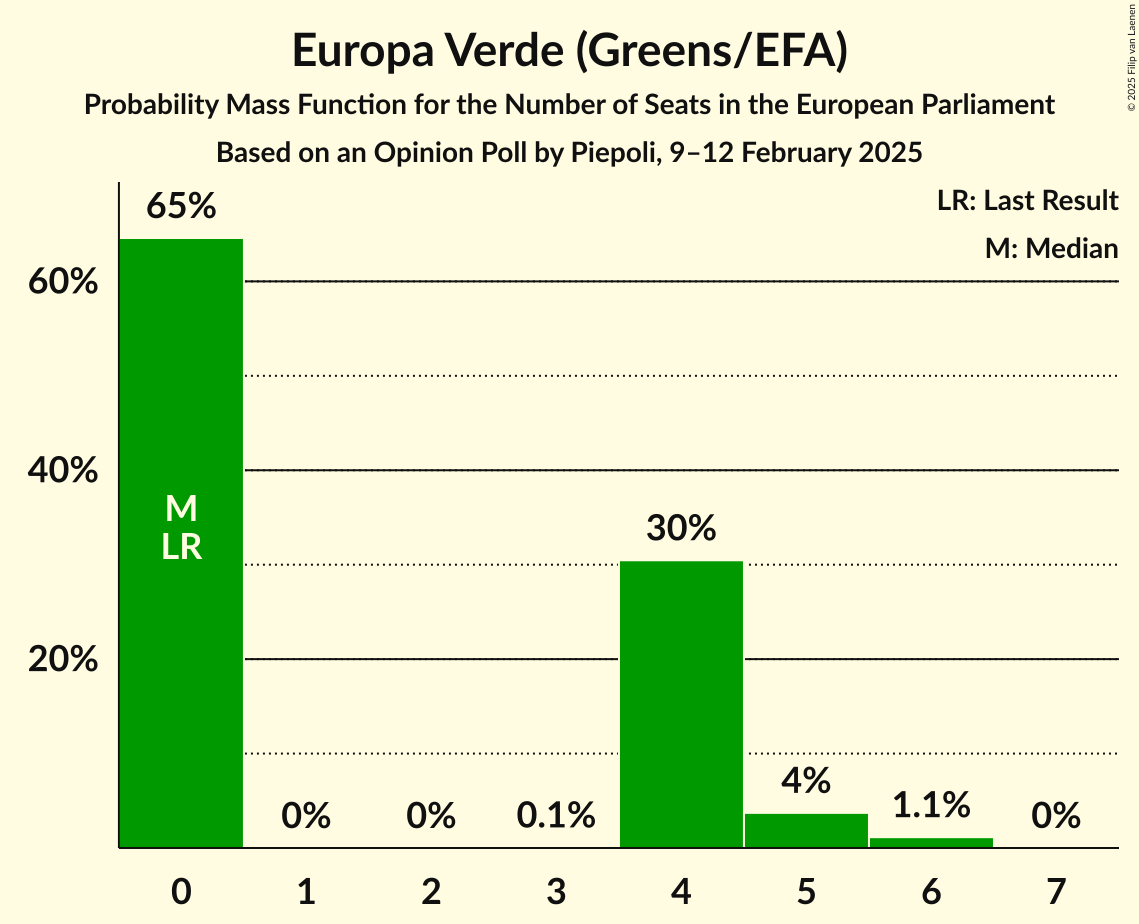 Europa Verde (Greens/EFA)
Probability Mass Function for the Number of Seats in the European Parliament
Based on an Opinion Poll by Piepoli, 9–12 February 2025
© 2025 Filip van Laenen
LR: Last Result
M: Median
65%
60%
40%
20%
M
LR
0%
0%
0.1%
30%
4%
1.1%
0%
0
1
2
3
4
5
6
7